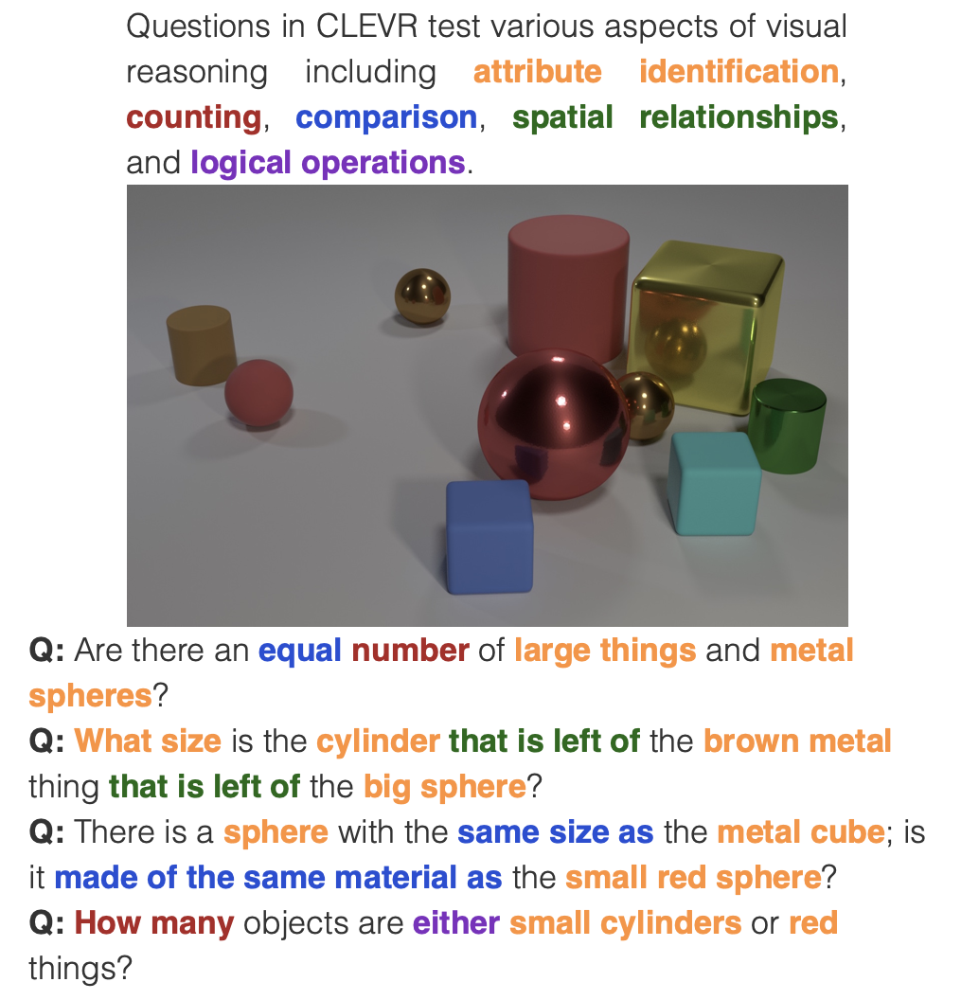 Questions in CLEVR test various aspects of visual
reasoning including attribute identification,
counting, comparison, spatial relationships,
and logical operations.
Q: Are there an equal number of large things and metal
spheres?
Q: What size is the cylinder that is left of the brown metal
thing that is left of the big sphere?
Q: There is a sphere with the same size as the metal cube; is
it made of the same material as the small red sphere?
Q: How many objects are either small cylinders or red
things?